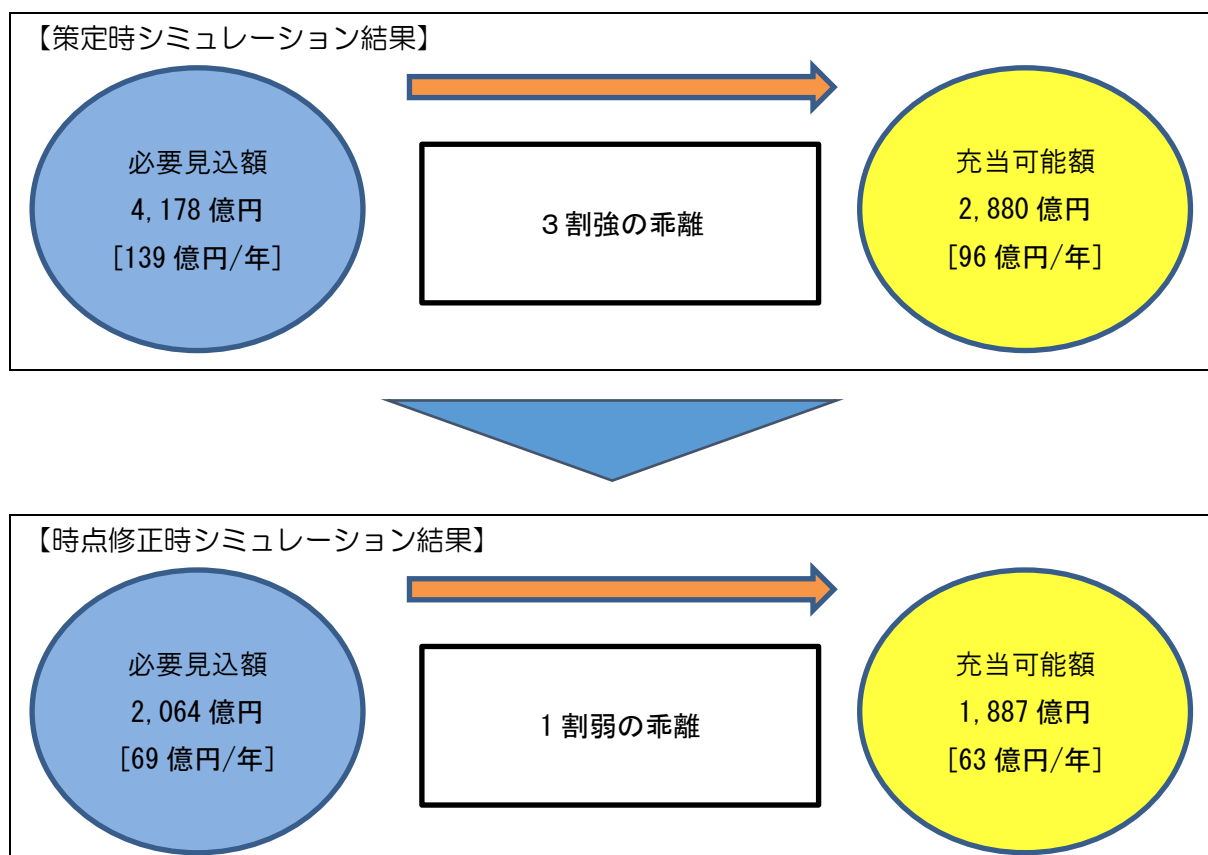 【策定時シミュレーション結果】
必要見込額
4,178 億円
[139 億円/年]
３割強の乖離
充当可能額
2,880 億円
[96 億円/年]
【時点修正時シミュレーション結果】
必要見込額
2,064 億円
[69 億円/年]
1 割弱の乖離
充当可能額
1,887 億円
[63 億円/年]